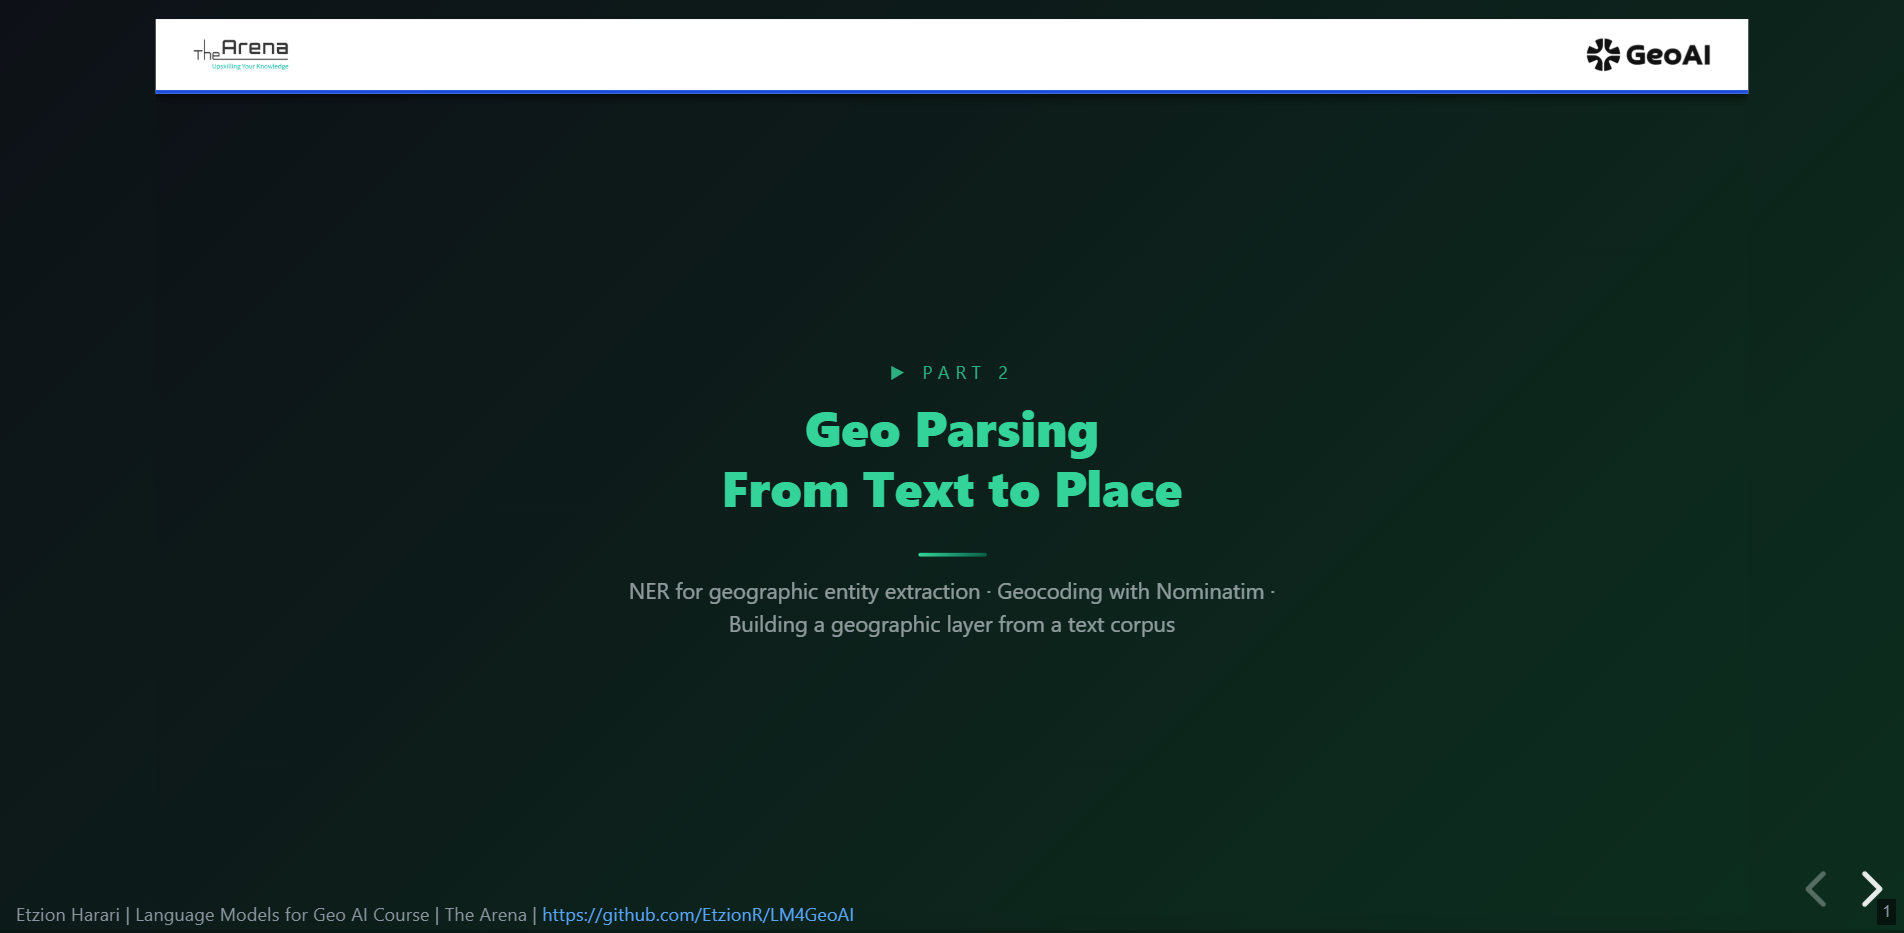 The Arena
Upskilling Your Knowledge
GeoAI
▶ PART 2
Geo Parsing
From Text to Place
NER for geographic entity extraction · Geocoding with Nominatim ·
Building a geographic layer from a text corpus
Etzion Harari | Language Models for Geo AI Course | The Arena | https://github.com/EtzionR/LM4GeoAI
1